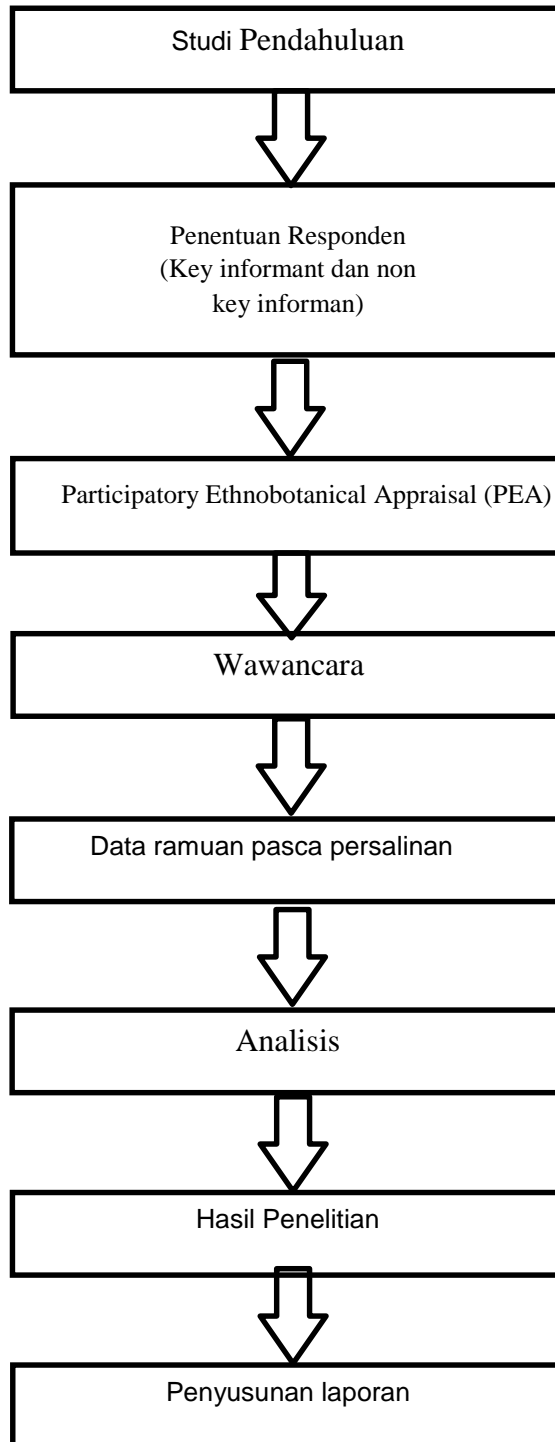 Studi Pendahuluan
Penentuan Responden
(Key informant dan non
key informan)
Participatory Ethnobotanical Appraisal (PEA)
Wawancara
Data ramuan pasca persalinan
Analisis
Hasil Penelitian
Penyusunan laporan